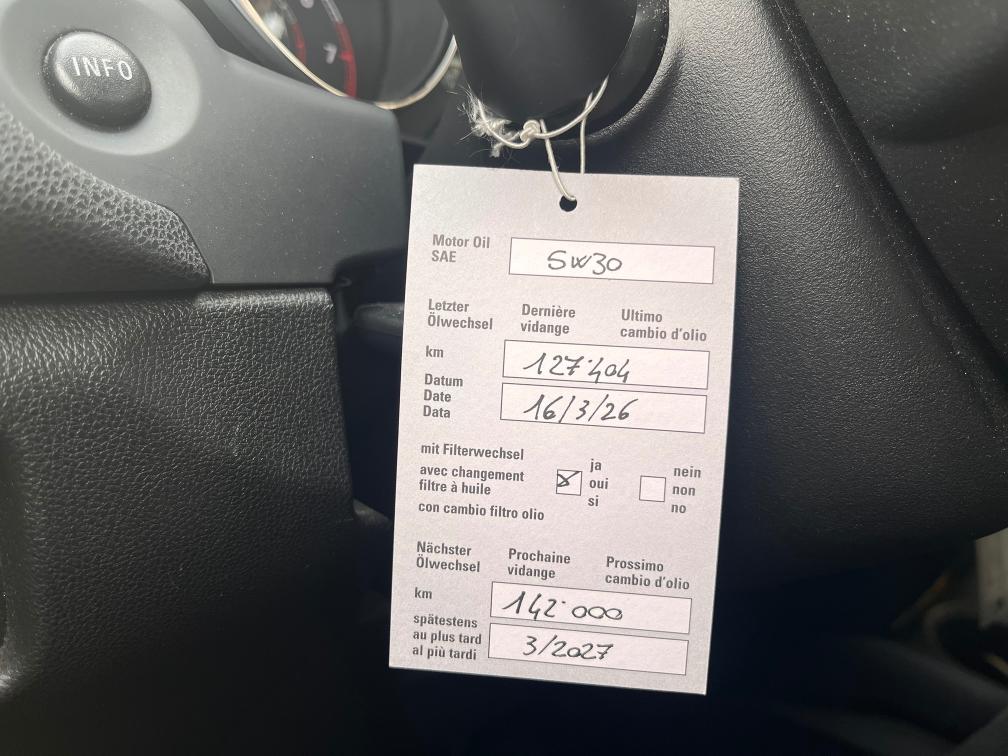 INFO
7
Motor Oil
SAE
5W30
Letzter
Ölwechsel
Dernière
vidange
Ultimo
cambio d'olio
km
127'404
Datum
Date
Data
16/3/26
mit Filterwechsel
avec changement
filtre à huile
con cambio filtro olio
ja
oui
si
nein
non
no
Nächster
Ölwechsel
Prochaine
vidange
Prossimo
cambio d'olio
km
142'000
spätestens
au plus tard
al più tardi
3/2027